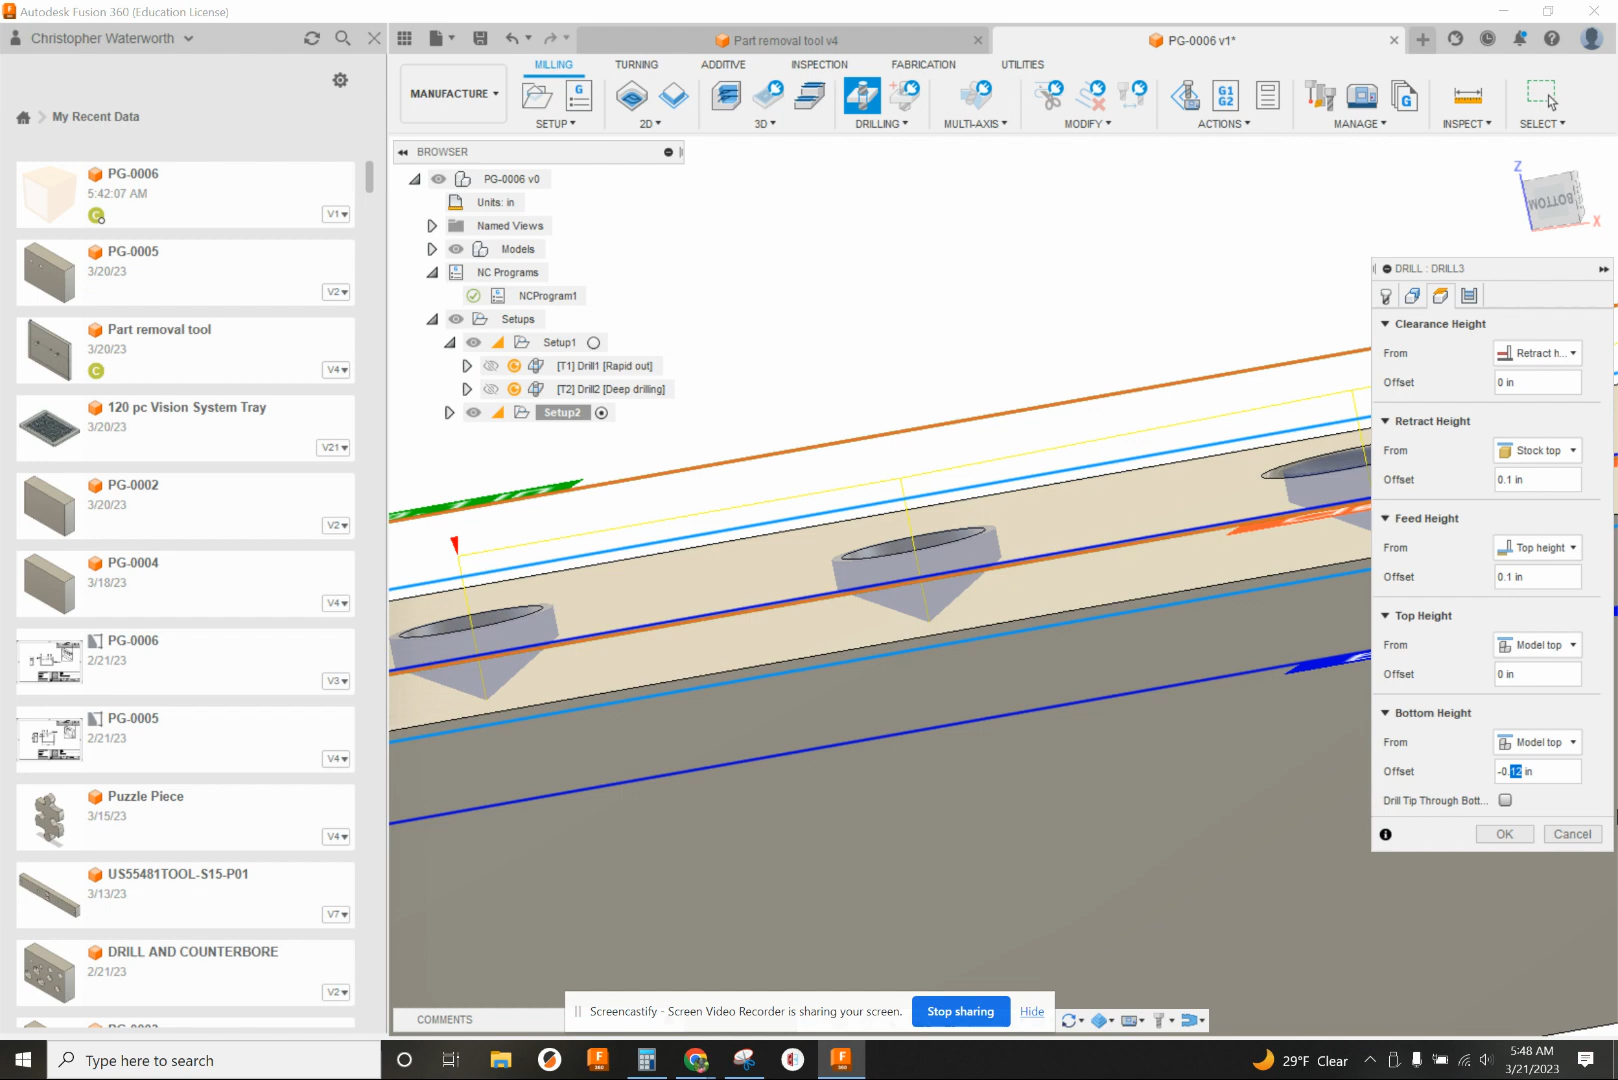 Autodesk Fusion 360 (Education License)
Christopher Waterworth
Part removal tool v4
PG-0006 v1*
MILLING
TURNING
ADDITIVE
INSPECTION
FABRICATION
UTILITIES
MANUFACTURE
SETUP
2D
3D
DRILLING
MULTI-AXIS
MODIFY
G1
G2
ACTIONS
MANAGE
INSPECT
SELECT
My Recent Data
PG-0006
5:42:07 AM
V1
PG-0005
3/20/23
V2
Part removal tool
3/20/23
V4
120 pc Vision System Tray
3/20/23
V21
PG-0002
3/20/23
V2
PG-0004
3/18/23
V4
PG-0006
2/21/23
V3
PG-0005
2/21/23
V4
Puzzle Piece
3/15/23
V4
US55481TOOL-S15-P01
3/13/23
V7
DRILL AND COUNTERBORE
2/21/23
V2
BROWSER
PG-0006 v0
Units: in
Named Views
Models
NC Programs
NCProgram1
Setups
Setup1
[T1] Drill1 [Rapid out]
[T2] Drill2 [Deep drilling]
Setup2
Z
BOTTOM
X
DRILL : DRILL3
Clearance Height
From
Retract h...
Offset
0 in
Retract Height
From
Stock top
Offset
0.1 in
Feed Height
From
Top height
Offset
0.1 in
Top Height
From
Model top
Offset
0 in
Bottom Height
From
Model top
Offset
-0.12 in
Drill Tip Through Bott...
OK
Cancel
COMMENTS
Screencastify - Screen Video Recorder is sharing your screen.
Stop sharing
Hide
Type here to search
29°F Clear
5:48 AM
3/21/2023